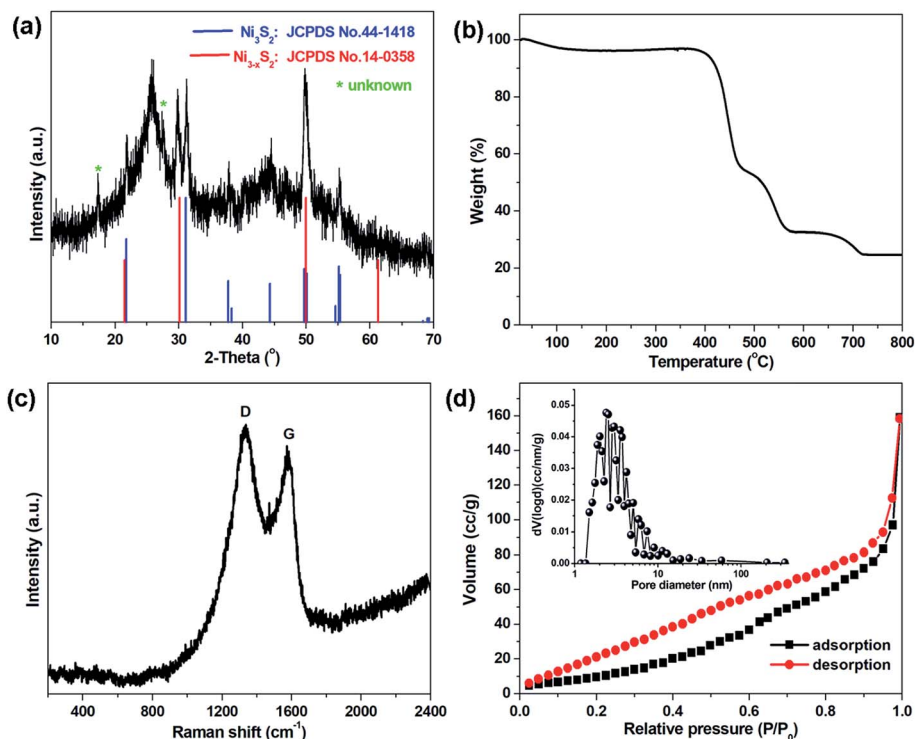 (a)
Ni₃S₂: JCPDS No.44-1418
Ni₃₋ₓS₂: JCPDS No.14-0358
* unknown
*
*
Intensity (a.u.)
10 20 30 40 50 60 70
2-Theta (°)
(b)
100
80
60
40
20
0
Weight (%)
100 200 300 400 500 600 700 800
Temperature (°C)
(c)
D
G
Intensity (a.u.)
400 800 1200 1600 2000 2400
Raman shift (cm⁻¹)
(d)
160
140
120
100
80
60
40
20
0
Volume (cc/g)
0.05
0.04
0.03
0.02
0.01
0.00
dV(logd)(cc/nm/g)
1 10 100
Pore diameter (nm)
adsorption
desorption
0.0 0.2 0.4 0.6 0.8 1.0
Relative pressure (P/P₀)